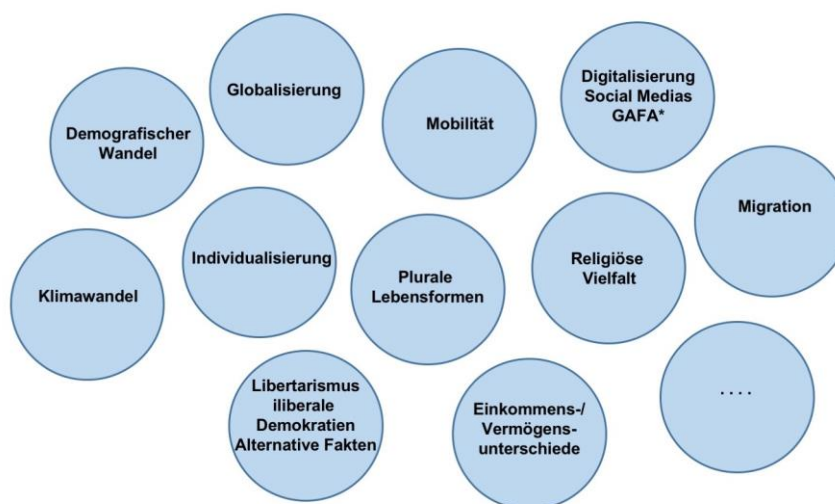 Globalisierung
Digitalisierung
Social Medias
GAFA*
Mobilität
Demografischer
Wandel
Migration
Individualisierung
Religiöse
Vielfalt
Plurale
Lebensformen
Klimawandel
Libertarismus
iliberale
Demokratien
Alternative Fakten
Einkommens-/
Vermögens-
unterschiede
. . . .